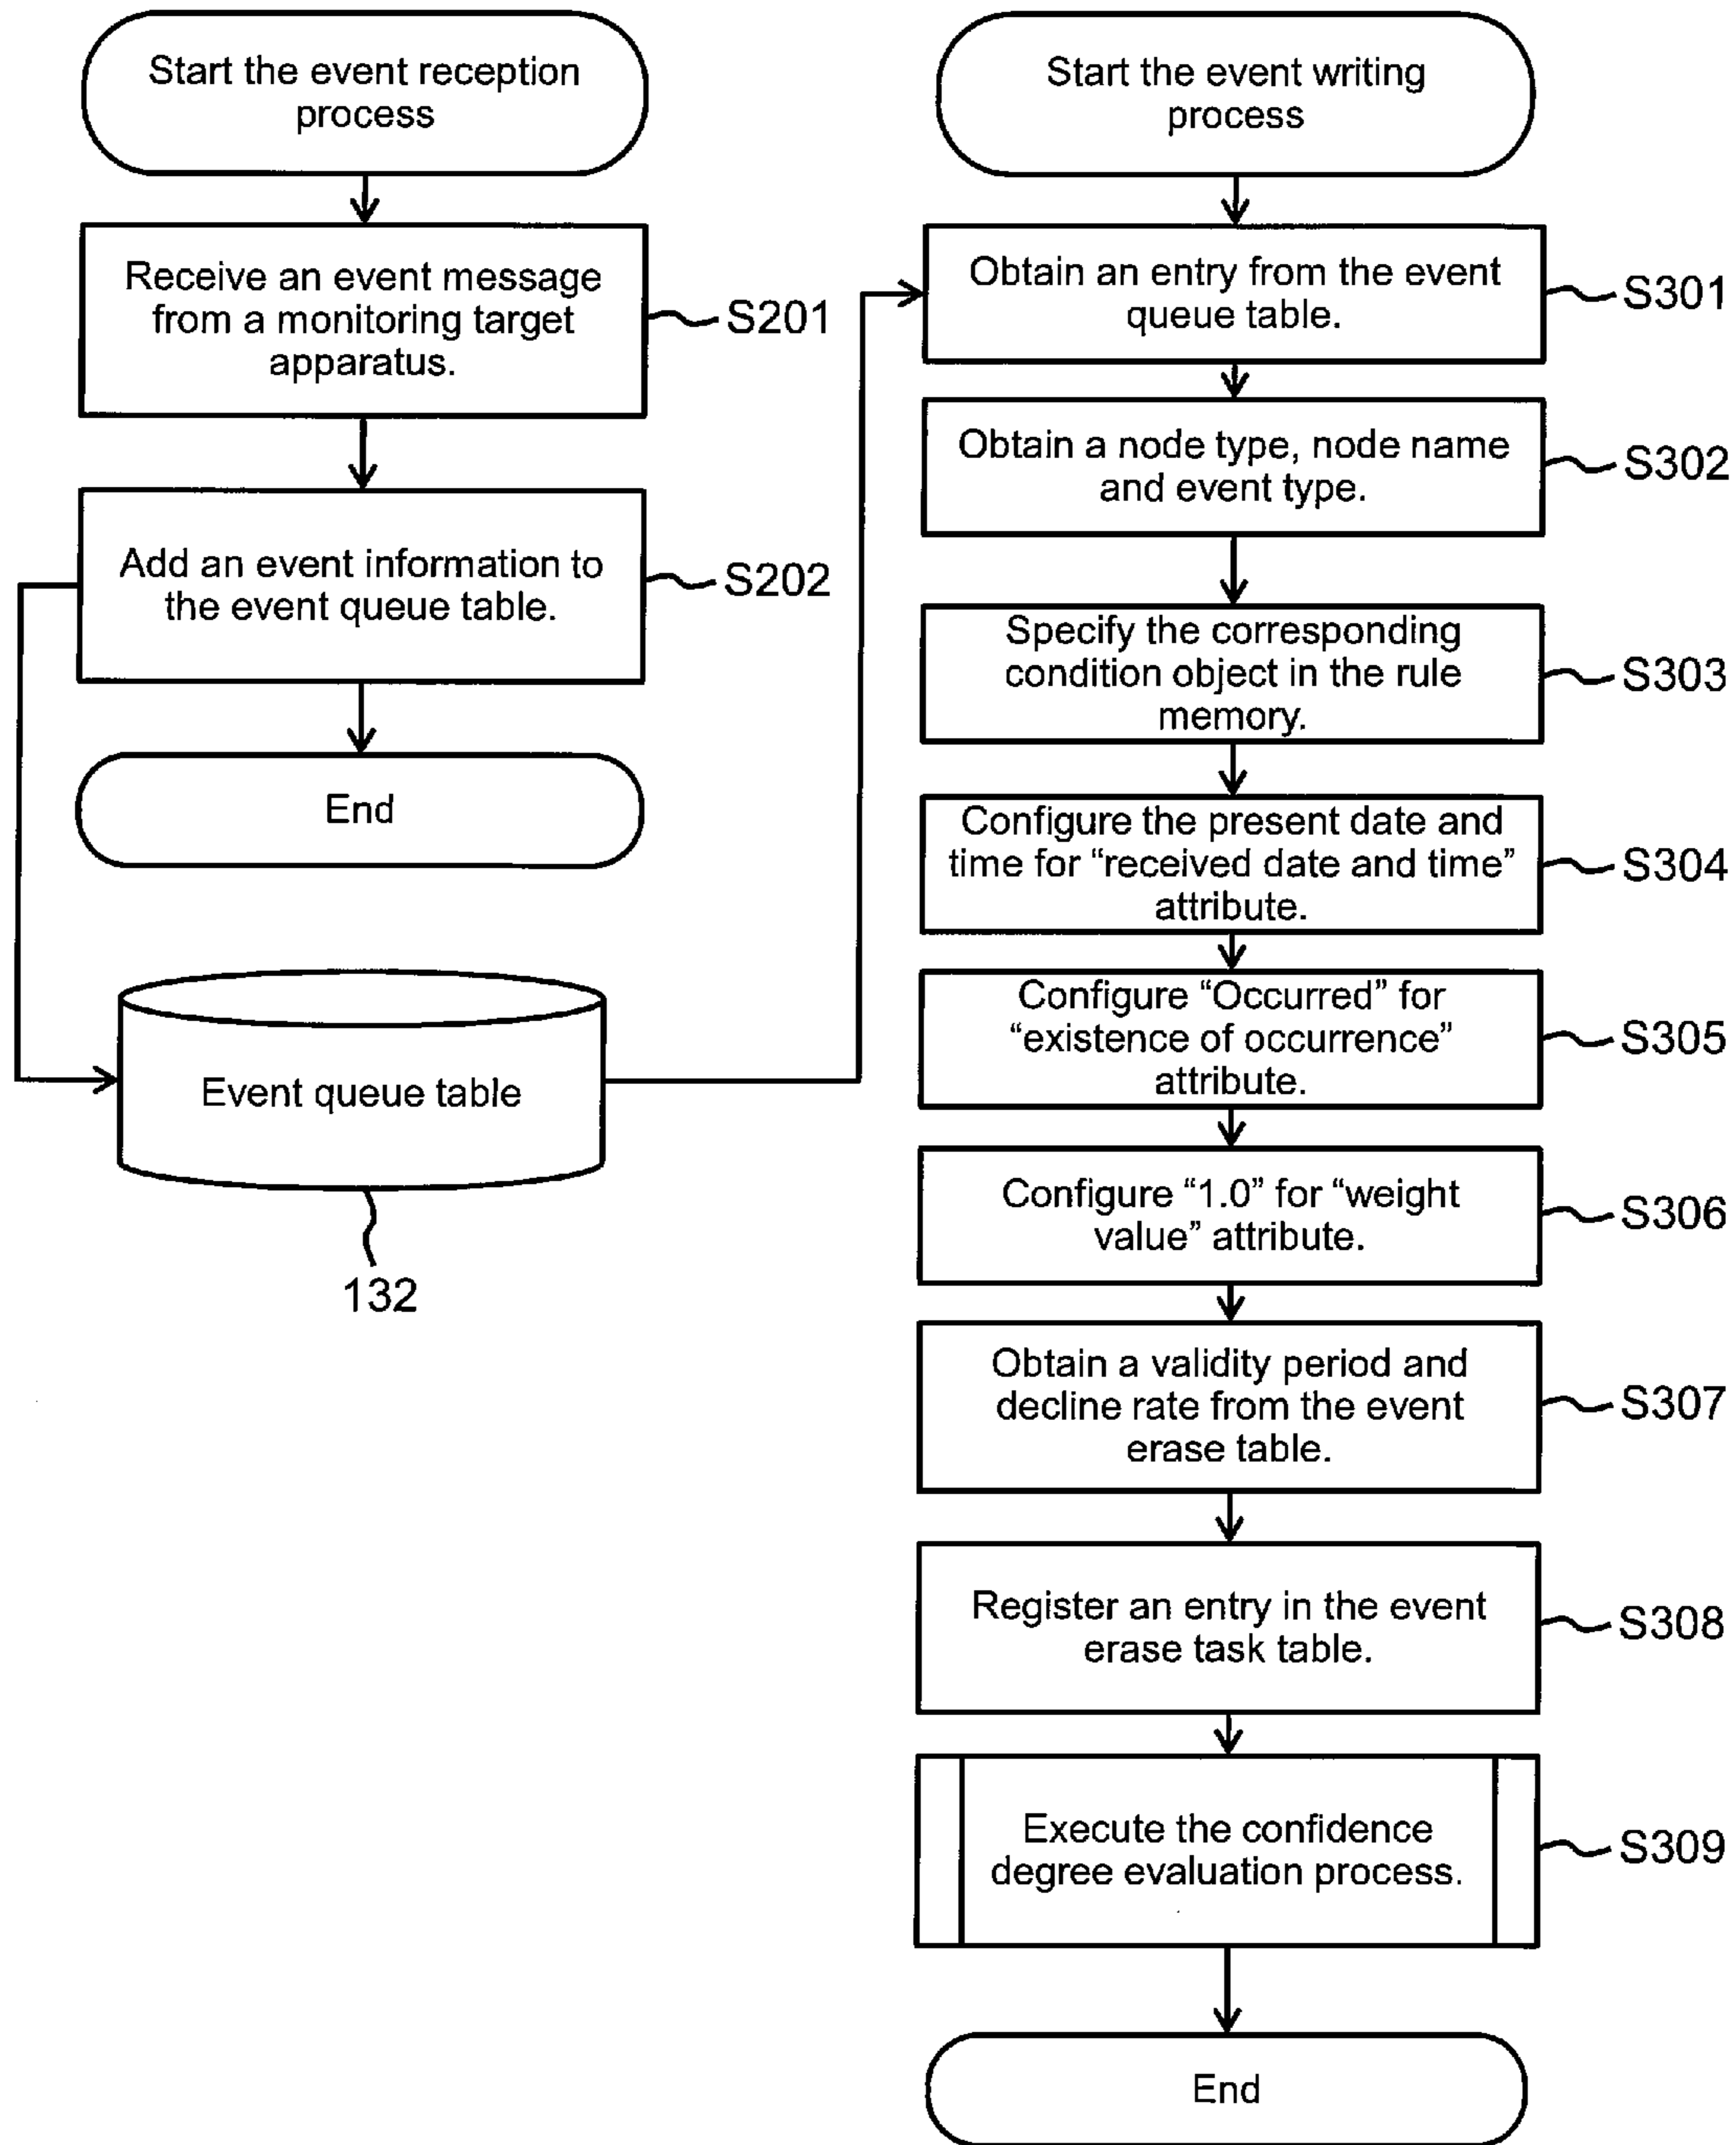 Start the event reception
process
Receive an event message
from a monitoring target
apparatus.
S201
Add an event information to
the event queue table.
S202
End
Event queue table
132
Start the event writing
process
Obtain an entry from the event
queue table.
S301
Obtain a node type, node name
and event type.
S302
Specify the corresponding
condition object in the rule
memory.
S303
Configure the present date and
time for “received date and time”
attribute.
S304
Configure “Occurred” for
“existence of occurrence”
attribute.
S305
Configure “1.0” for “weight
value” attribute.
S306
Obtain a validity period and
decline rate from the event
erase table.
S307
Register an entry in the event
erase task table.
S308
Execute the confidence
degree evaluation process.
S309
End